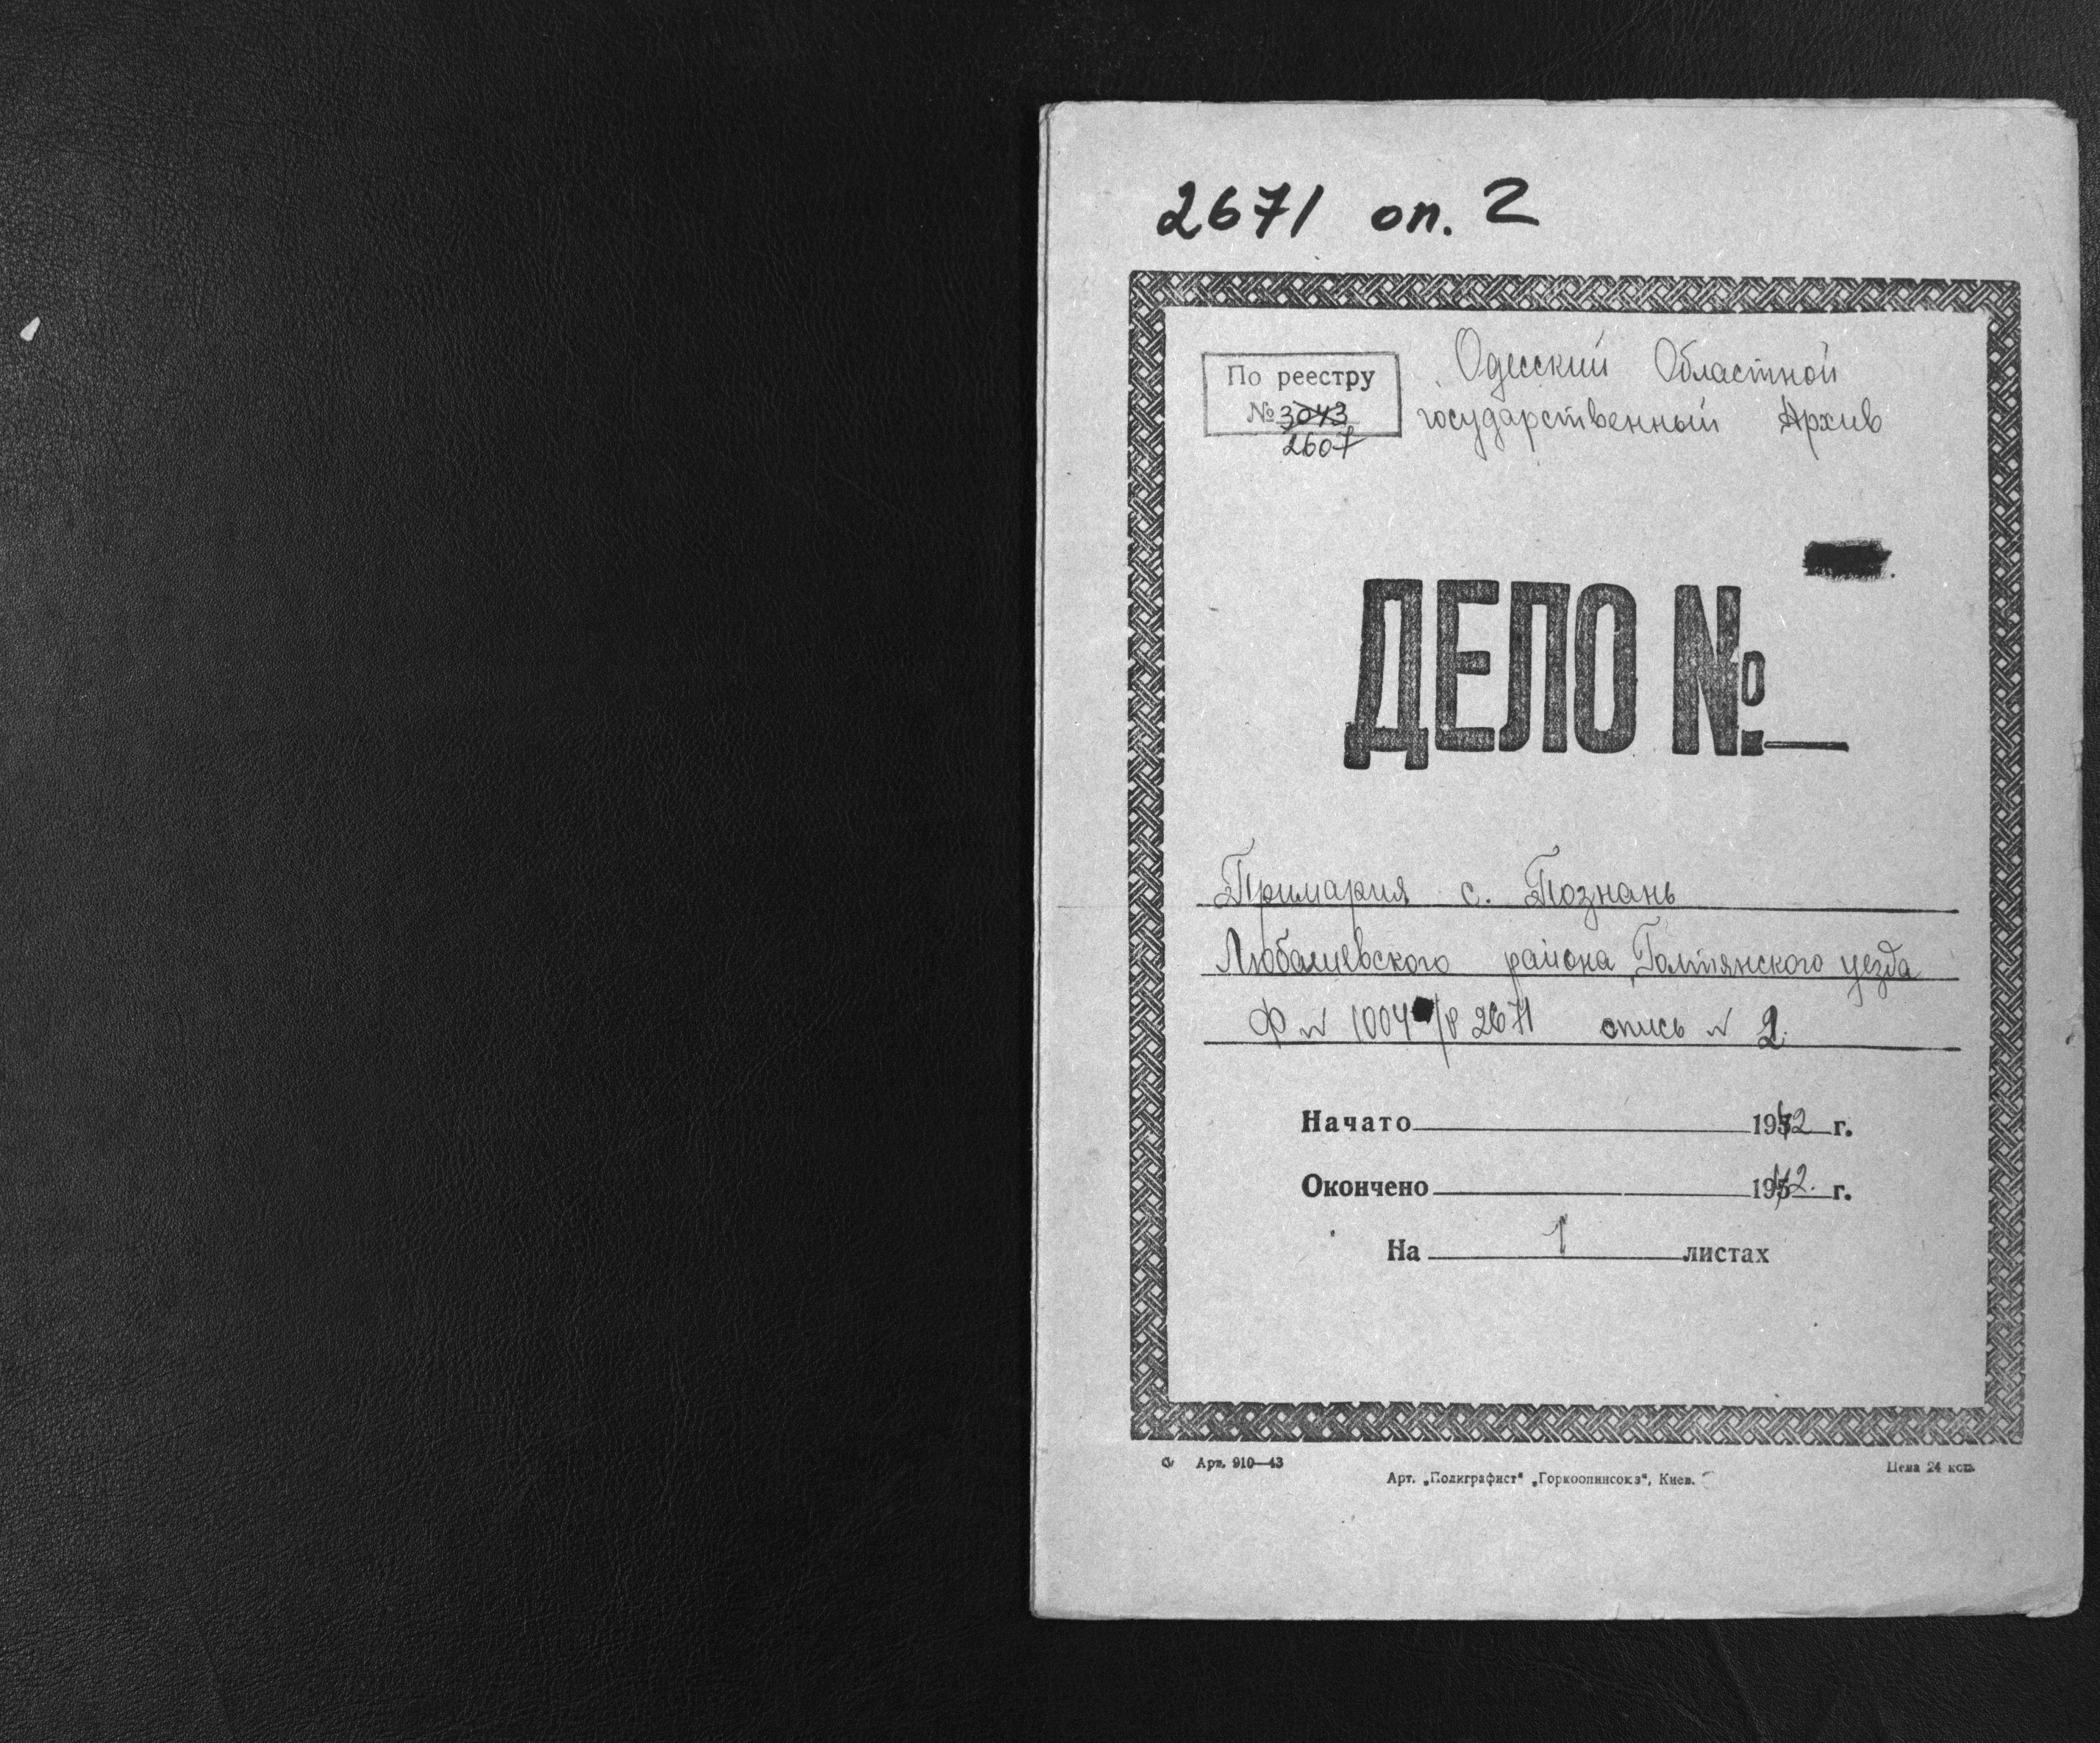 2671 оп. 2
По реестру
№ 3043
2607
Одесский Областной
государственный Архив
ДЕЛО №
Примария с. Познань
Любашевского района Голтянского уезда
Ф № 1004 /Р 2671 опись № 2.
Начато 1942 г.
Окончено 1942. г.
На 1 листах
Арт. 910—43
Арт. „Полиграфист“ „Горкоопинсоюз“, Киев.
Цена 24 коп.